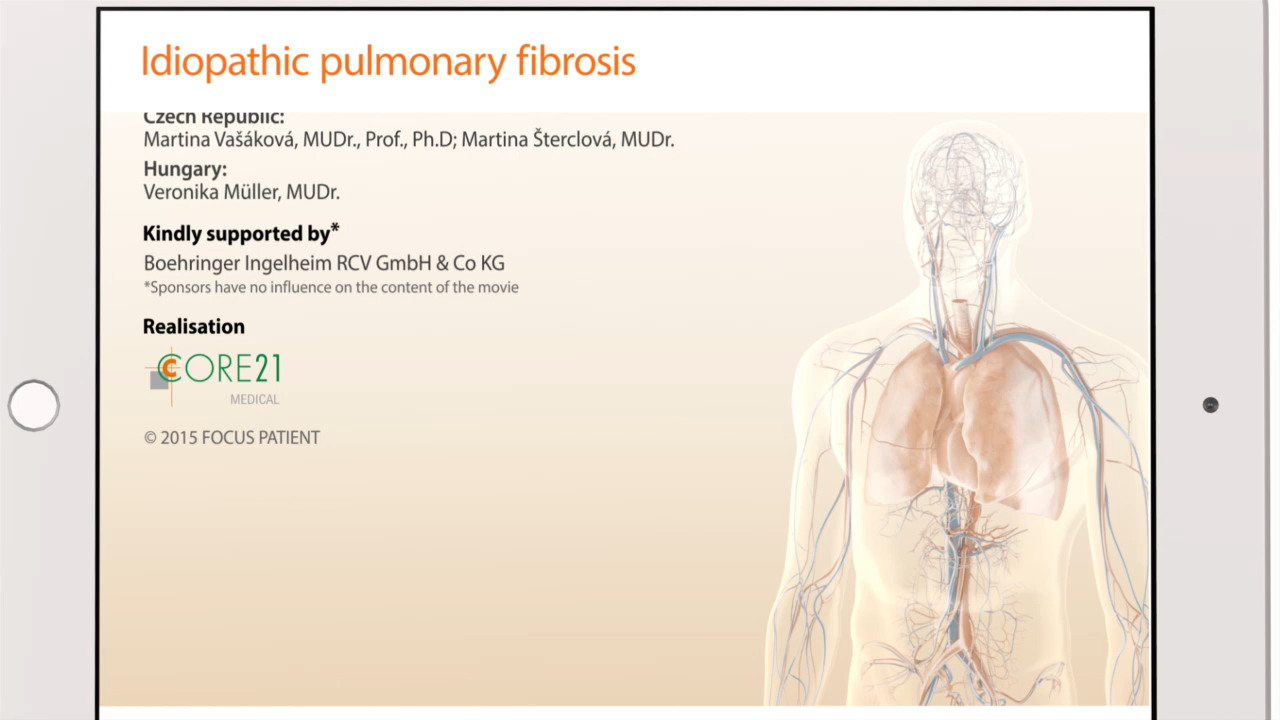 Idiopathic pulmonary fibrosis
Czech Republic:
Martina Vašáková, MUDr., Prof., Ph.D; Martina Šterclová, MUDr.
Hungary:
Veronika Müller, MUDr.
Kindly supported by*
Boehringer Ingelheim RCV GmbH & Co KG
*Sponsors have no influence on the content of the movie
Realisation
CORE21
MEDICAL
© 2015 FOCUS PATIENT